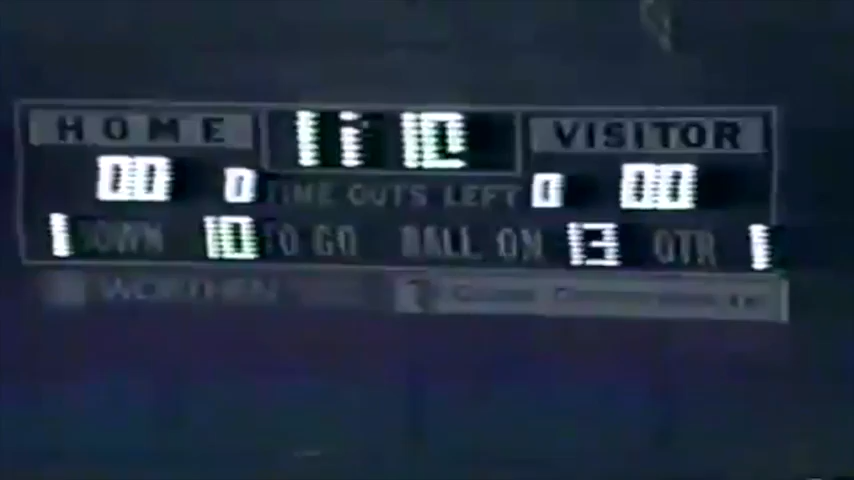 HOME 11:10 VISITOR
00 0 TIME OUTS LEFT 0 00
1 DOWN 10 TO GO BALL ON 13 QTR 1